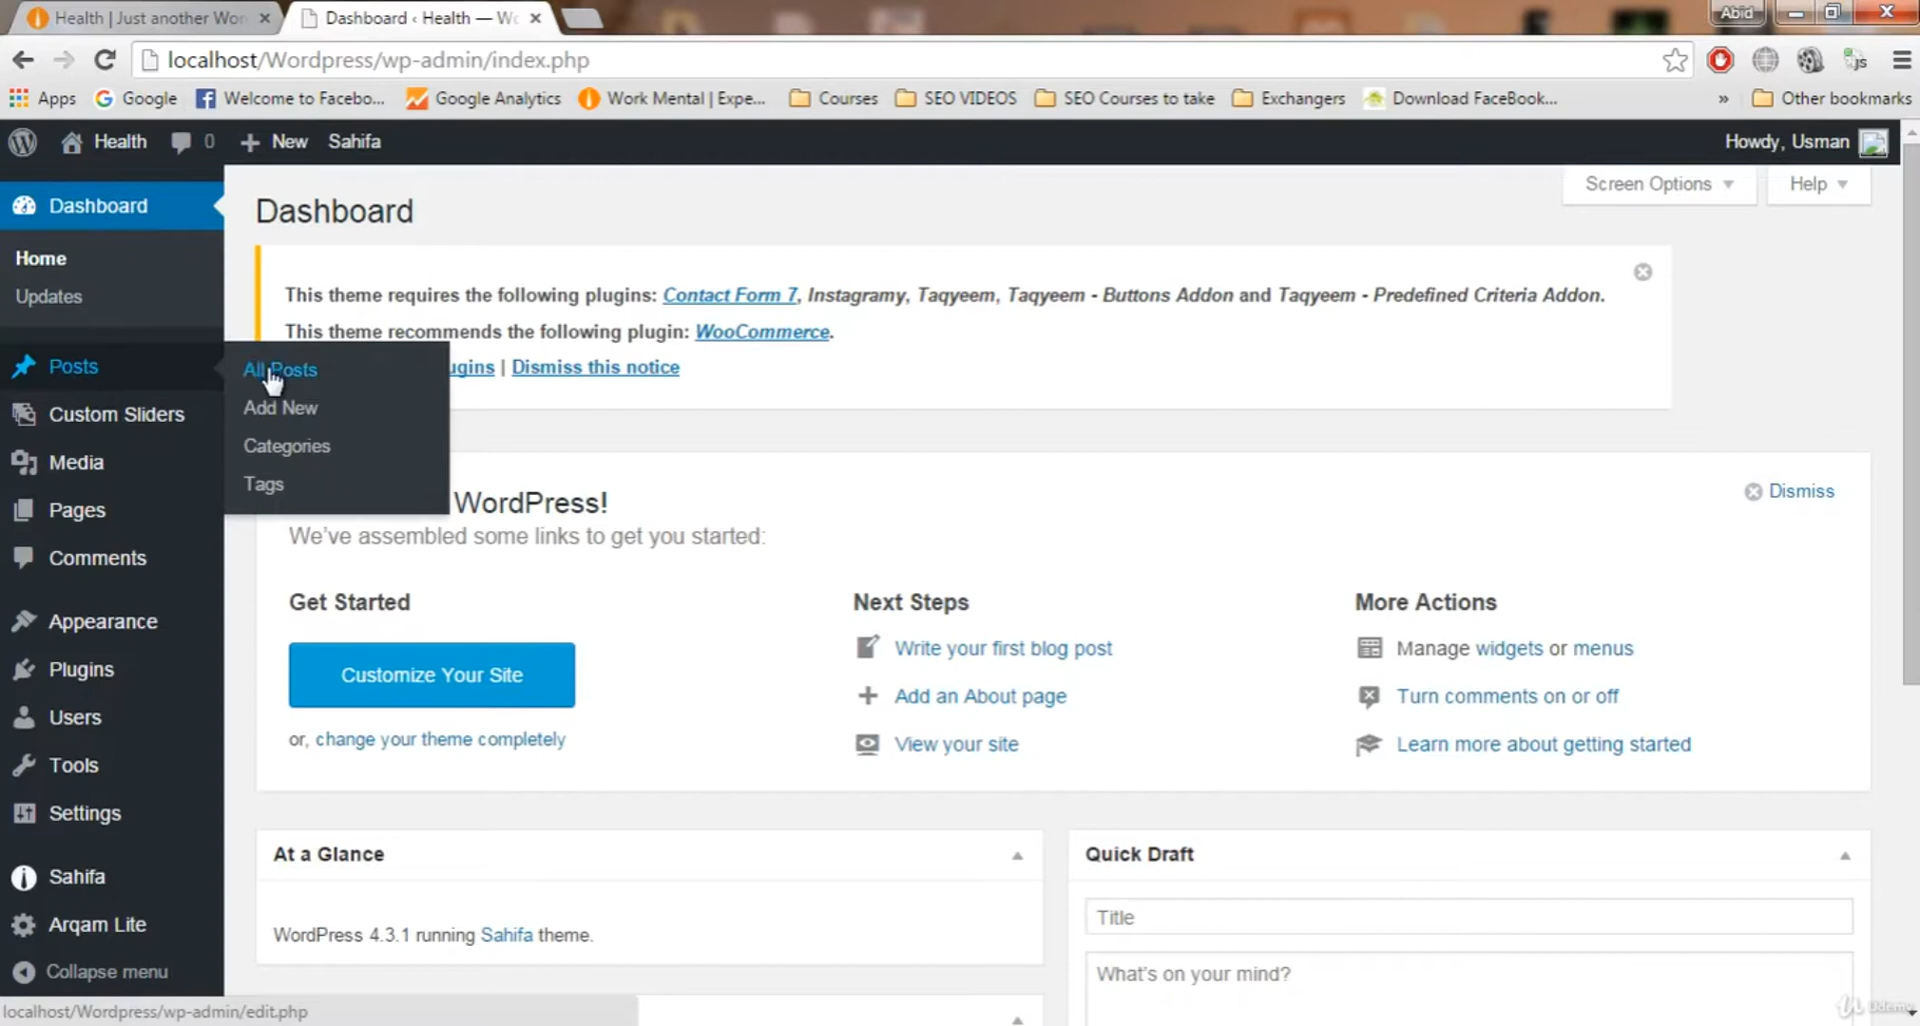 Health | Just another Wor
Dashboard ‹ Health — Wo
Abid
localhost/Wordpress/wp-admin/index.php
Apps
Google
Welcome to Facebo...
Google Analytics
Work Mental | Expe...
Courses
SEO VIDEOS
SEO Courses to take
Exchangers
Download FaceBook...
»
Other bookmarks
Health
0
New
Sahifa
Howdy, Usman
Dashboard
Home
Updates
Posts
Custom Sliders
Media
Pages
Comments
Appearance
Plugins
Users
Tools
Settings
Sahifa
Arqam Lite
Collapse menu
All Posts
Add New
Categories
Tags
Dashboard
Screen Options
Help
This theme requires the following plugins: Contact Form 7, Instagramy, Taqyeem, Taqyeem - Buttons Addon and Taqyeem - Predefined Criteria Addon.
This theme recommends the following plugin: WooCommerce.
ugins | Dismiss this notice
WordPress!
Dismiss
We've assembled some links to get you started:
Get Started
Customize Your Site
or, change your theme completely
Next Steps
Write your first blog post
Add an About page
View your site
More Actions
Manage widgets or menus
Turn comments on or off
Learn more about getting started
At a Glance
WordPress 4.3.1 running Sahifa theme.
Quick Draft
Title
What's on your mind?
localhost/Wordpress/wp-admin/edit.php
Udemy